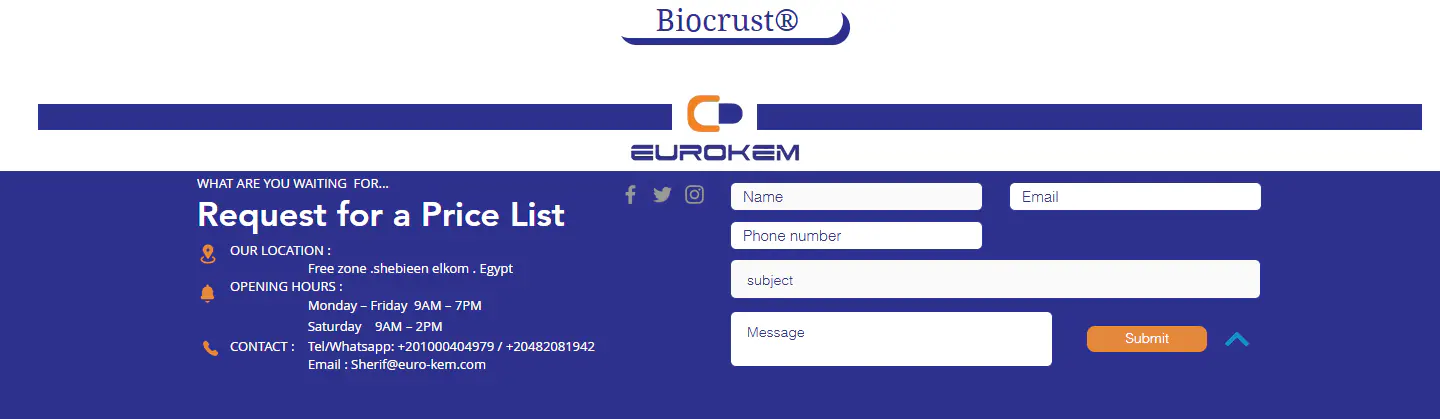 Biocrust®
EUROKEM
WHAT ARE YOU WAITING  FOR...
Request for a Price List
OUR LOCATION :
Free zone .shebieen elkom . Egypt
OPENING HOURS :
Monday – Friday  9AM – 7PM
Saturday    9AM – 2PM
CONTACT :   Tel/Whatsapp: +201000404979 / +20482081942
Email : Sherif@euro-kem.com
Name
Email
Phone number
subject
Message
Submit